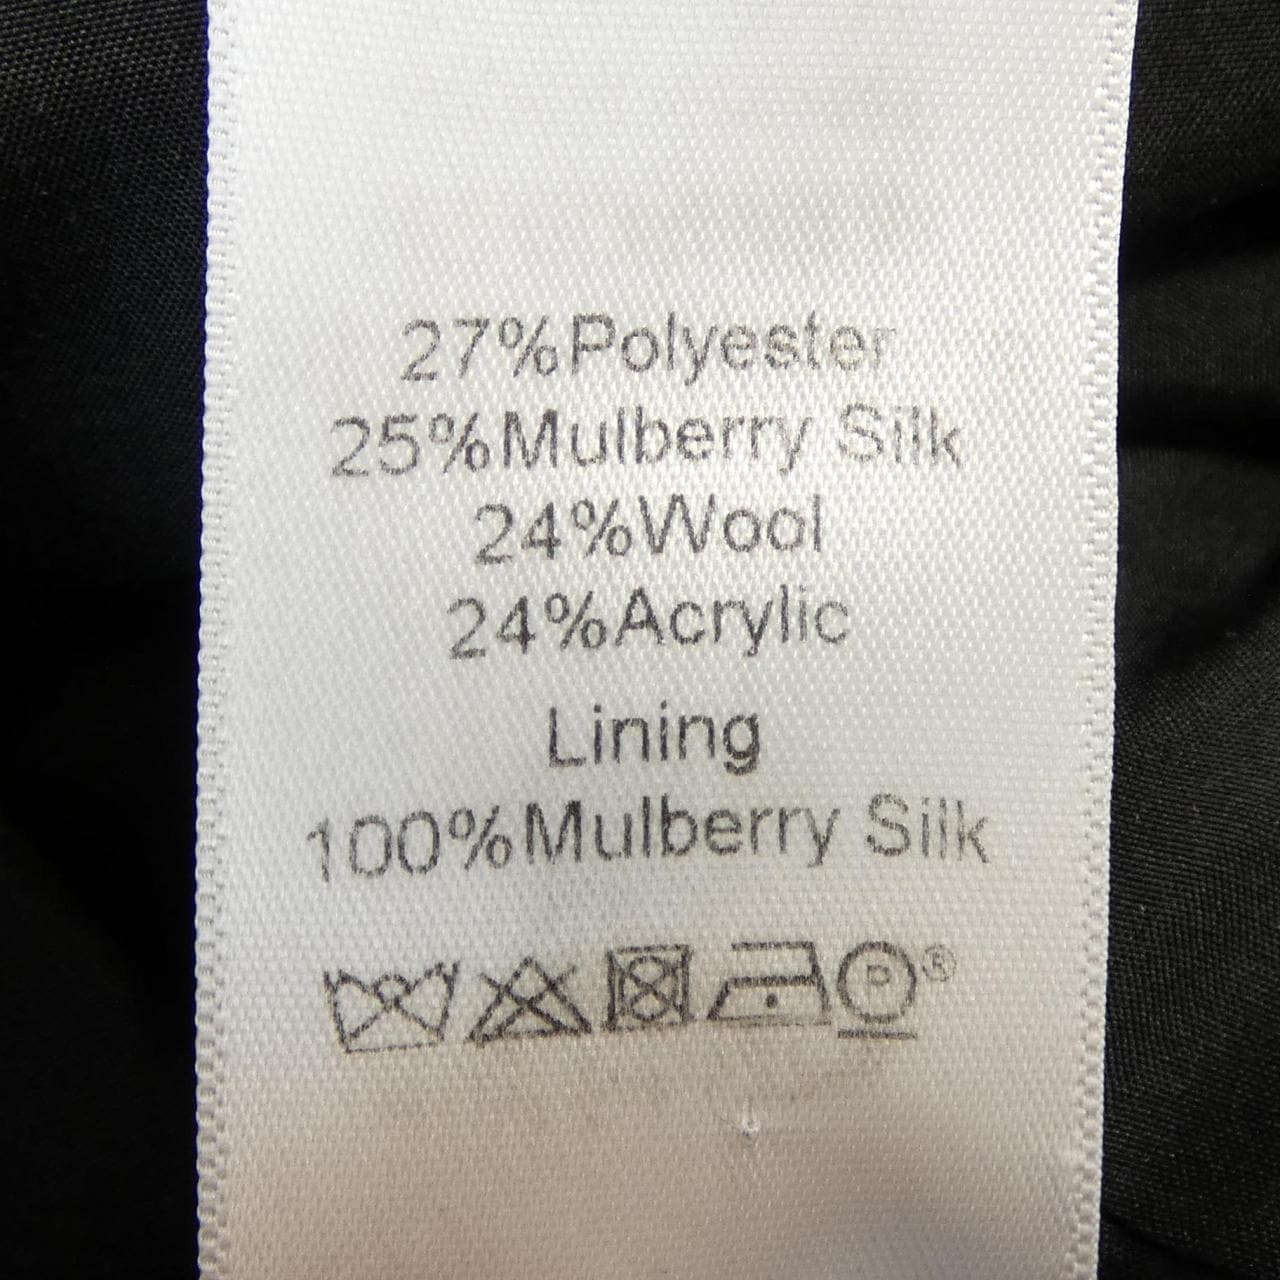 27%Polyester
25%Mulberry Silk
24%Wool
24%Acrylic
Lining
100%Mulberry Silk
P ®